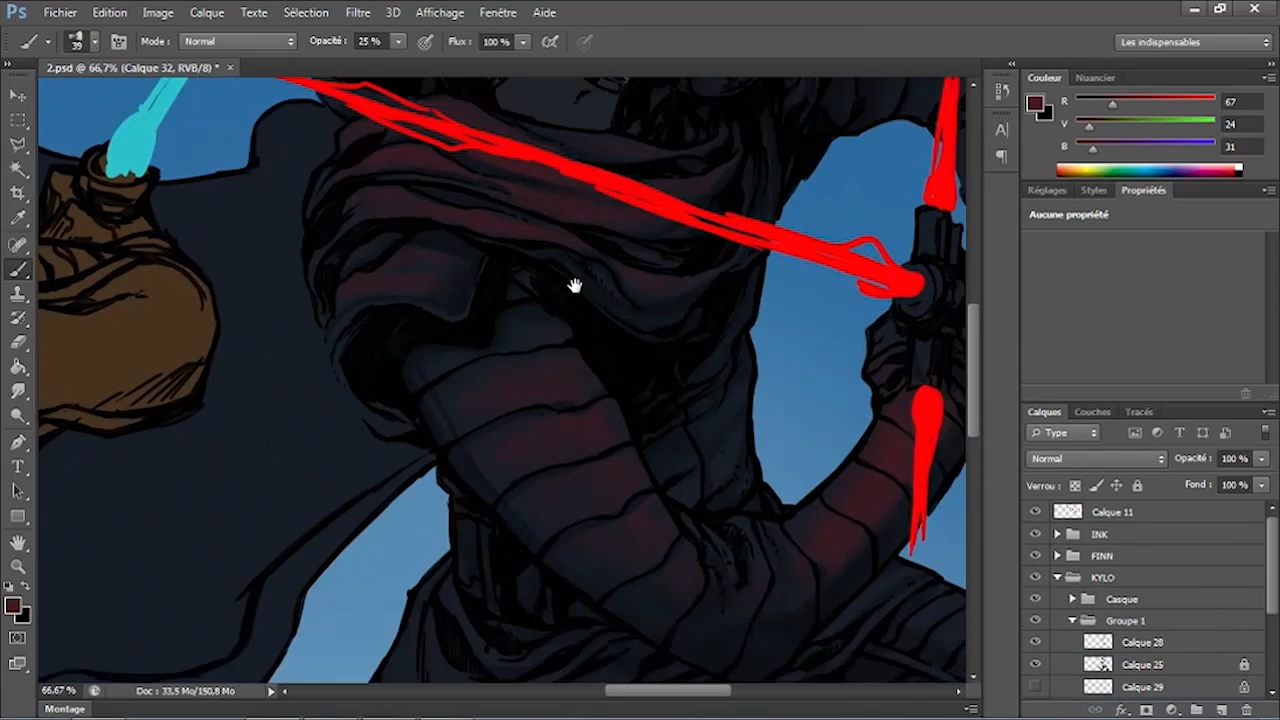 Ps Fichier Edition Image Calque Texte Sélection Filtre 3D Affichage Fenêtre Aide
39 Mode : Normal Opacité : 25 % Flux : 100 % Les indispensables
2.psd @ 66,7% (Calque 32, RVB/8) * ×
Couleur Nuancier
R 67
V 24
B 31
Réglages Styles Propriétés
Aucune propriété
Calques Couches Tracés
Type
Normal Opacité : 100 %
Verrou : Fond : 100 %
Calque 11
INK
FINN
KYLO
Casque
Groupe 1
Calque 28
Calque 25
Calque 29
66,67 % Doc : 33,5 Mo/150,8 Mo
Montage